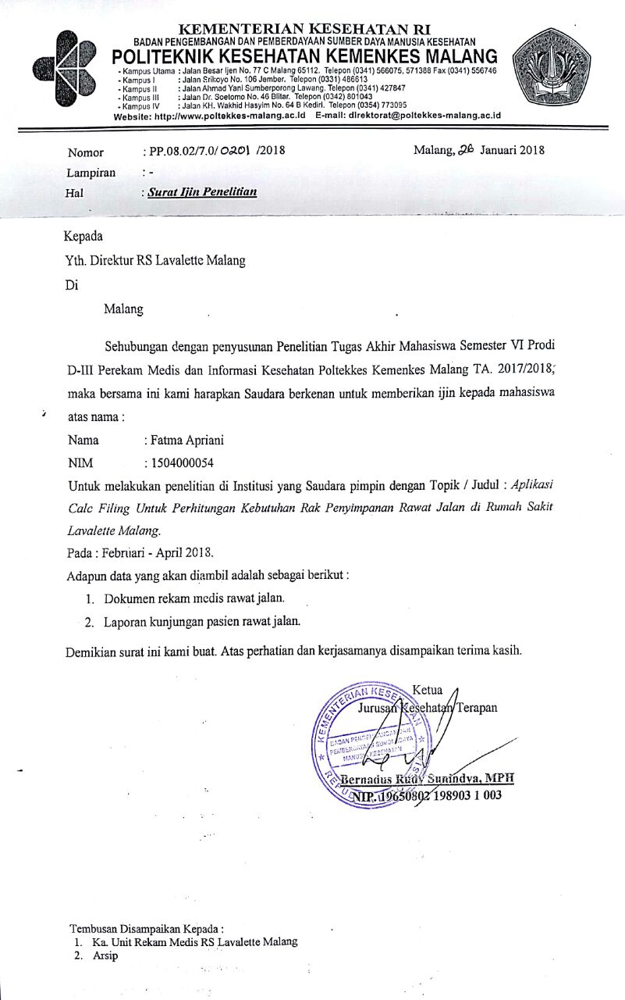 KEMENTERIAN KESEHATAN RI
BADAN PENGEMBANGAN DAN PEMBERDAYAAN SUMBER DAYA MANUSIA KESEHATAN
POLITEKNIK KESEHATAN KEMENKES MALANG
- Kampus Utama : Jalan Besar Ijen No. 77 C Malang 65112. Telepon (0341) 566075, 571388 Fax (0341) 556746
- Kampus I : Jalan Srikoyo No. 106 Jember. Telepon (0331) 486613
- Kampus II : Jalan Ahmad Yani Sumberporong Lawang. Telepon (0341) 427847
- Kampus III : Jalan Dr. Soetomo No. 46 Blitar. Telepon (0342) 801043
- Kampus IV : Jalan KH. Wakhid Hasyim No. 64 B Kediri. Telepon (0354) 773095
Website: http://www.poltekkes-malang.ac.id E-mail: direktorat@poltekkes-malang.ac.id
Nomor : PP.08.02/7.0/ 0201 /2018 Malang, 26 Januari 2018
Lampiran : -
Hal : Surat Ijin Penelitian
Kepada
Yth. Direktur RS Lavalette Malang
Di
Malang
Sehubungan dengan penyusunan Penelitian Tugas Akhir Mahasiswa Semester VI Prodi
D-III Perekam Medis dan Informasi Kesehatan Poltekkes Kemenkes Malang TA. 2017/2018,
maka bersama ini kami harapkan Saudara berkenan untuk memberikan ijin kepada mahasiswa
atas nama :
Nama : Fatma Apriani
NIM : 1504000054
Untuk melakukan penelitian di Institusi yang Saudara pimpin dengan Topik / Judul : Aplikasi
Calc Filing Untuk Perhitungan Kebutuhan Rak Penyimpanan Rawat Jalan di Rumah Sakit
Lavalette Malang.
Pada : Februari - April 2018.
Adapun data yang akan diambil adalah sebagai berikut :
1. Dokumen rekam medis rawat jalan.
2. Laporan kunjungan pasien rawat jalan.
Demikian surat ini kami buat. Atas perhatian dan kerjasamanya disampaikan terima kasih.
Ketua
Jurusan Kesehatan Terapan
KEMENTERIAN KESE
BADAN PENGEMBANGAN DAN
PEMBERDAYAAN SUMBER DAYA
MANUSIA KESEHATAN
Bernadus Rudy Sunindya, MPH
NIP. 19650802 198903 1 003
Tembusan Disampaikan Kepada :
1. Ka. Unit Rekam Medis RS Lavalette Malang
2. Arsip